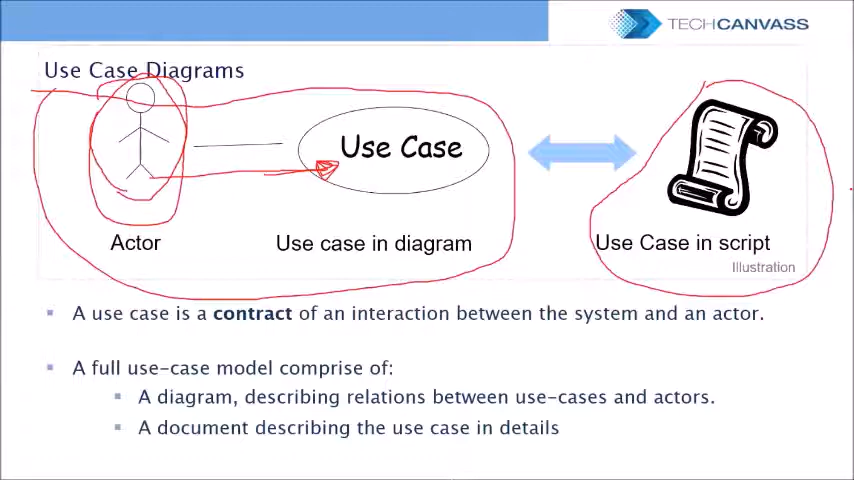 TECHCANVASS
Use Case Diagrams
Use Case
Actor
Use case in diagram
Use Case in script
Illustration
A use case is a contract of an interaction between the system and an actor.
A full use-case model comprise of:
A diagram, describing relations between use-cases and actors.
A document describing the use case in details